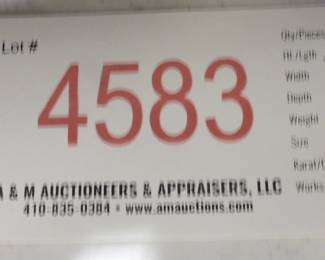 Lot #
4583
A & M AUCTIONEERS & APPRAISERS, LLC
410-835-0384 • www.amauctions.com
Qty/Pieces
Ht./Lgth
Width
Depth
Weight
Size
Karat/
Works